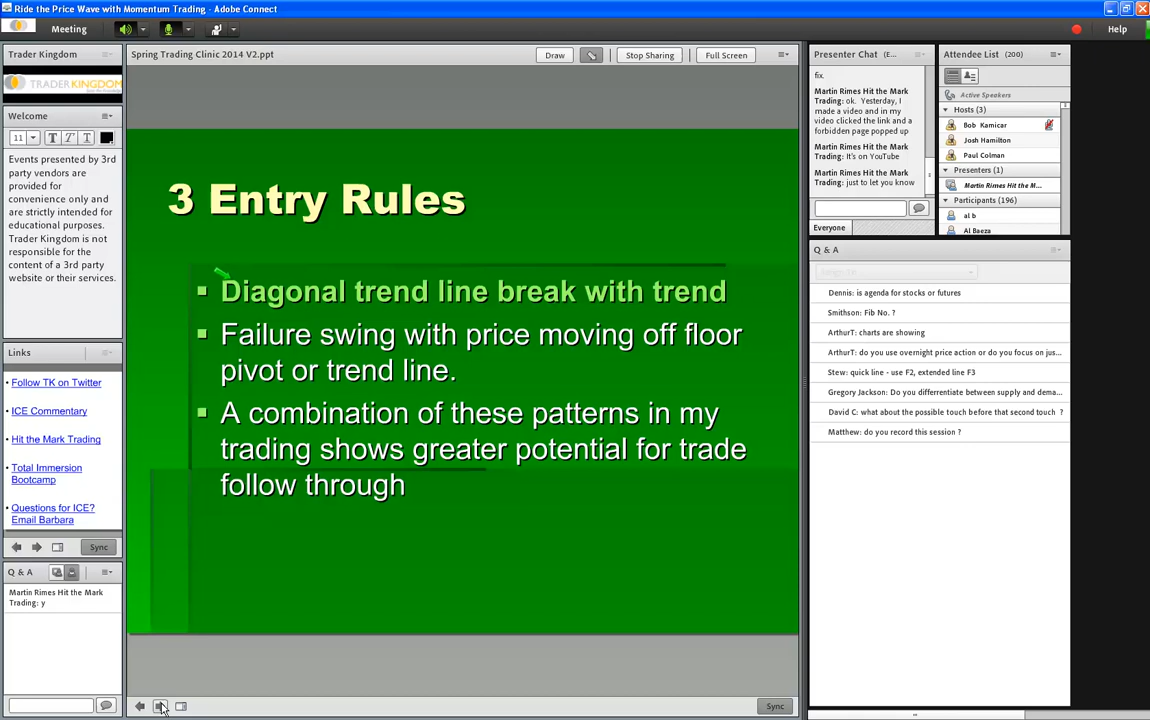 Ride the Price Wave with Momentum Trading - Adobe Connect
Meeting
Help
Trader Kingdom
TRADERKINGDOM
Welcome
11
T T T
Events presented by 3rd
party vendors are
provided for
convenience only and
are strictly intended for
educational purposes.
Trader Kingdom is not
responsible for the
content of a 3rd party
website or their services.
Links
• Follow TK on Twitter
• ICE Commentary
• Hit the Mark Trading
• Total Immersion
Bootcamp
• Questions for ICE?
Email Barbara
Sync
Q & A
Martin Rimes Hit the Mark
Trading: y
Spring Trading Clinic 2014 V2.ppt
Draw
Stop Sharing
Full Screen
3 Entry Rules
Diagonal trend line break with trend
Failure swing with price moving off floor
pivot or trend line.
A combination of these patterns in my
trading shows greater potential for trade
follow through
Sync
Presenter Chat (E...
fix.
Martin Rimes Hit the Mark
Trading: ok. Yesterday, I
made a video and in my
video clicked the link and a
forbidden page popped up
Martin Rimes Hit the Mark
Trading: It's on YouTube
Martin Rimes Hit the Mark
Trading: just to let you know
Everyone
Attendee List (200)
Active Speakers
Hosts (3)
Bob Kamicar
Josh Hamilton
Paul Colman
Presenters (1)
Martin Rimes Hit the M...
Participants (196)
al b
Al Baeza
Q & A
Dennis: is agenda for stocks or futures
Smithson: Fib No. ?
ArthurT: charts are showing
ArthurT: do you use overnight price action or do you focus on jus...
Stew: quick line - use F2, extended line F3
Gregory Jackson: Do you differentiate between supply and dema...
David C: what about the possible touch before that second touch ?
Matthew: do you record this session ?